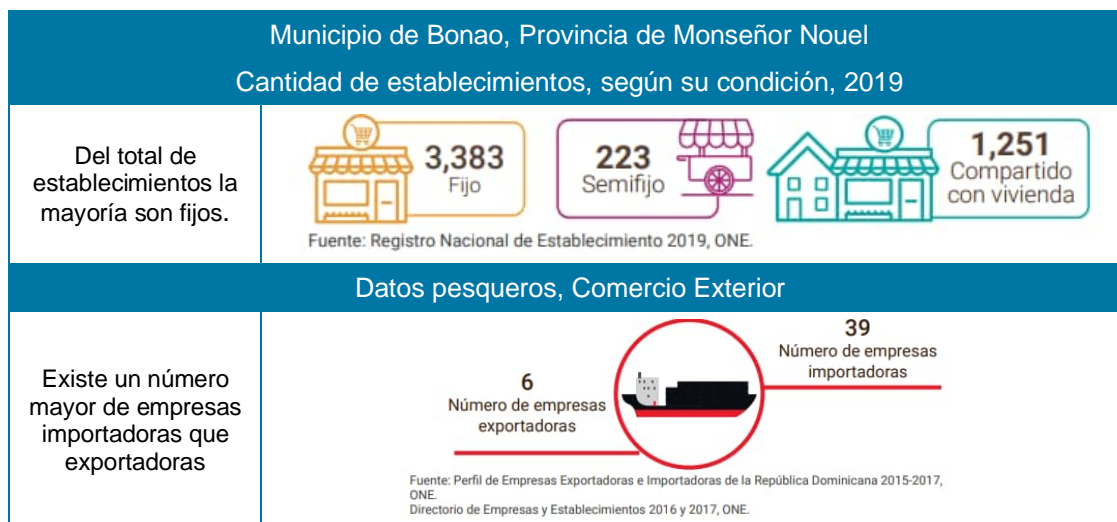 Municipio de Bonao, Provincia de Monseñor Nouel
Cantidad de establecimientos, según su condición, 2019
Del total de
establecimientos la
mayoría son fijos.
3,383
Fijo
223
Semifijo
1,251
Compartido
con vivienda
Fuente: Registro Nacional de Establecimiento 2019, ONE.
Datos pesqueros, Comercio Exterior
Existe un número
mayor de empresas
importadoras que
exportadoras
6
Número de empresas
exportadoras
39
Número de empresas
importadoras
Fuente: Perfil de Empresas Exportadoras e Importadoras de la República Dominicana 2015-2017,
ONE.
Directorio de Empresas y Establecimientos 2016 y 2017, ONE.